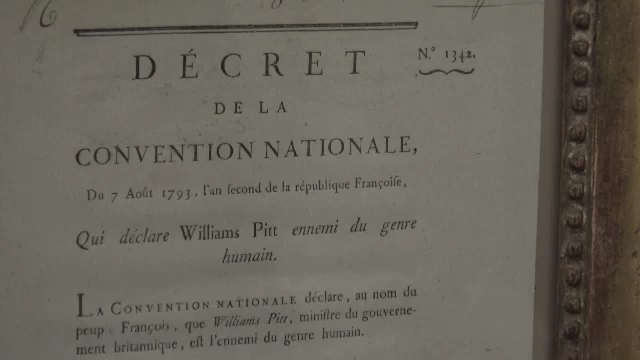 DÉCRET
N.º 1342.
DE LA
CONVENTION NATIONALE,
Du 7 Août 1793, l'an ſecond de la république Françoiſe,
Qui déclare Williams Pitt ennemi du genre
humain.
LA CONVENTION NATIONALE déclare, au nom du
peup: François, que Williams Pitt, miniſtre du gouverne-
ment britannique, eſt l'ennemi du genre humain.